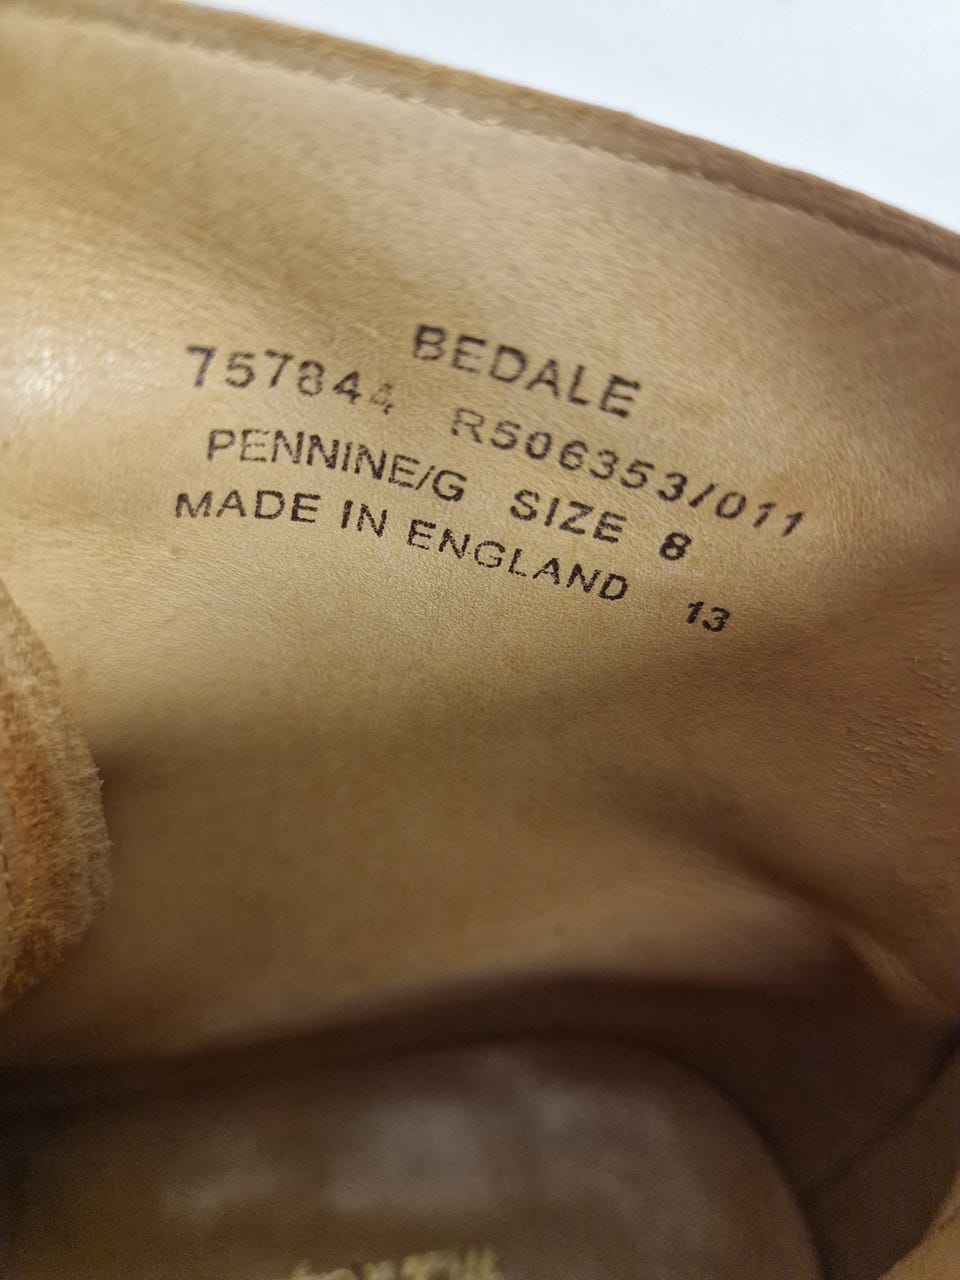 BEDALE
757844 R506353/011
PENNINE/G SIZE 8
MADE IN ENGLAND 13